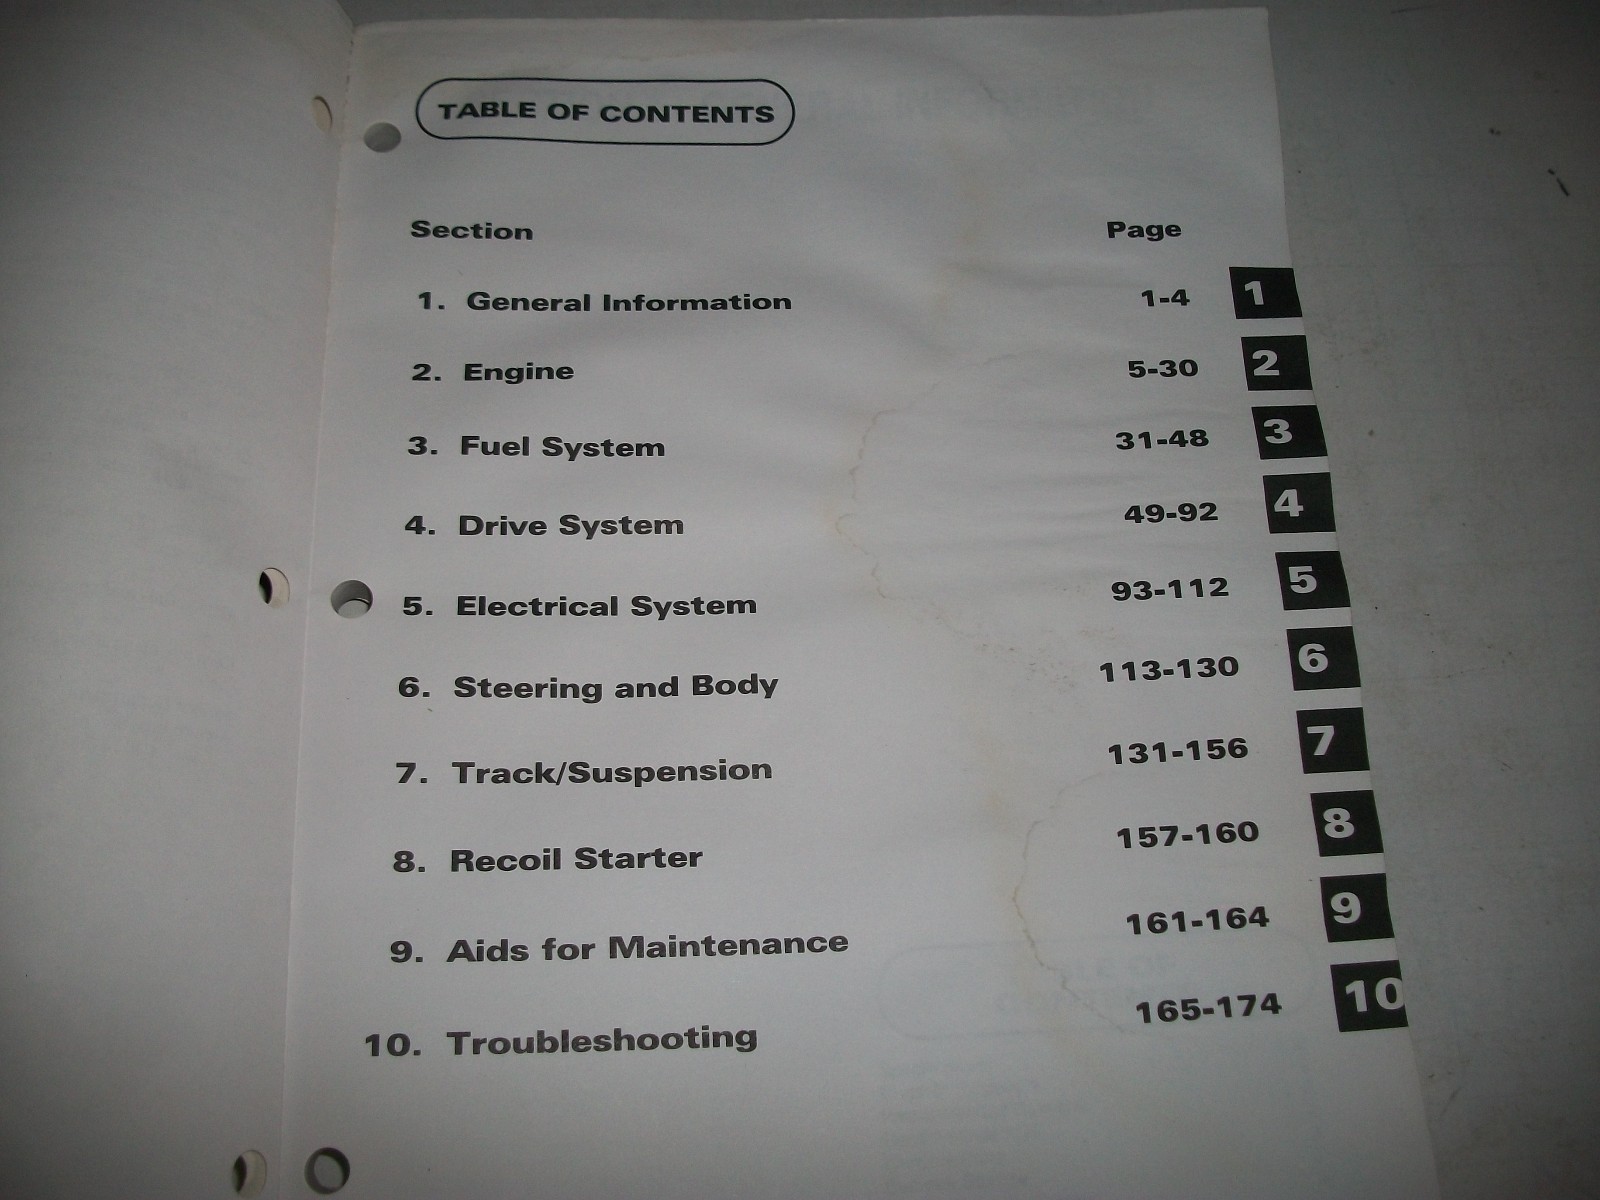 TABLE OF CONTENTS
Section Page
1. General Information 1-4 1
2. Engine 5-30 2
3. Fuel System 31-48 3
4. Drive System 49-92 4
5. Electrical System 93-112 5
6. Steering and Body 113-130 6
7. Track/Suspension 131-156 7
8. Recoil Starter 157-160 8
9. Aids for Maintenance 161-164 9
10. Troubleshooting 165-174 10